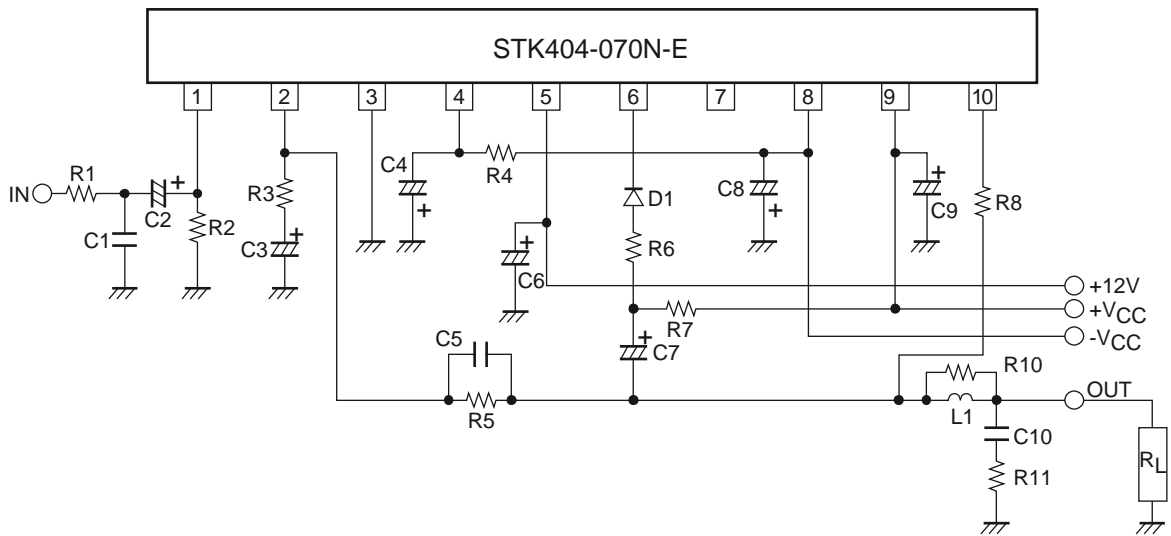 STK404-070N-E
1 2 3 4 5 6 7 8 9 10
IN
R1
C1
C2
+
R2
R3
C3
+
C4
+
R4
C6
+
D1
R6
C8
+
C9
+
R8
+12V
+VCC
-VCC
R7
C7
+
C5
R5
R10
L1
OUT
C10
R11
RL